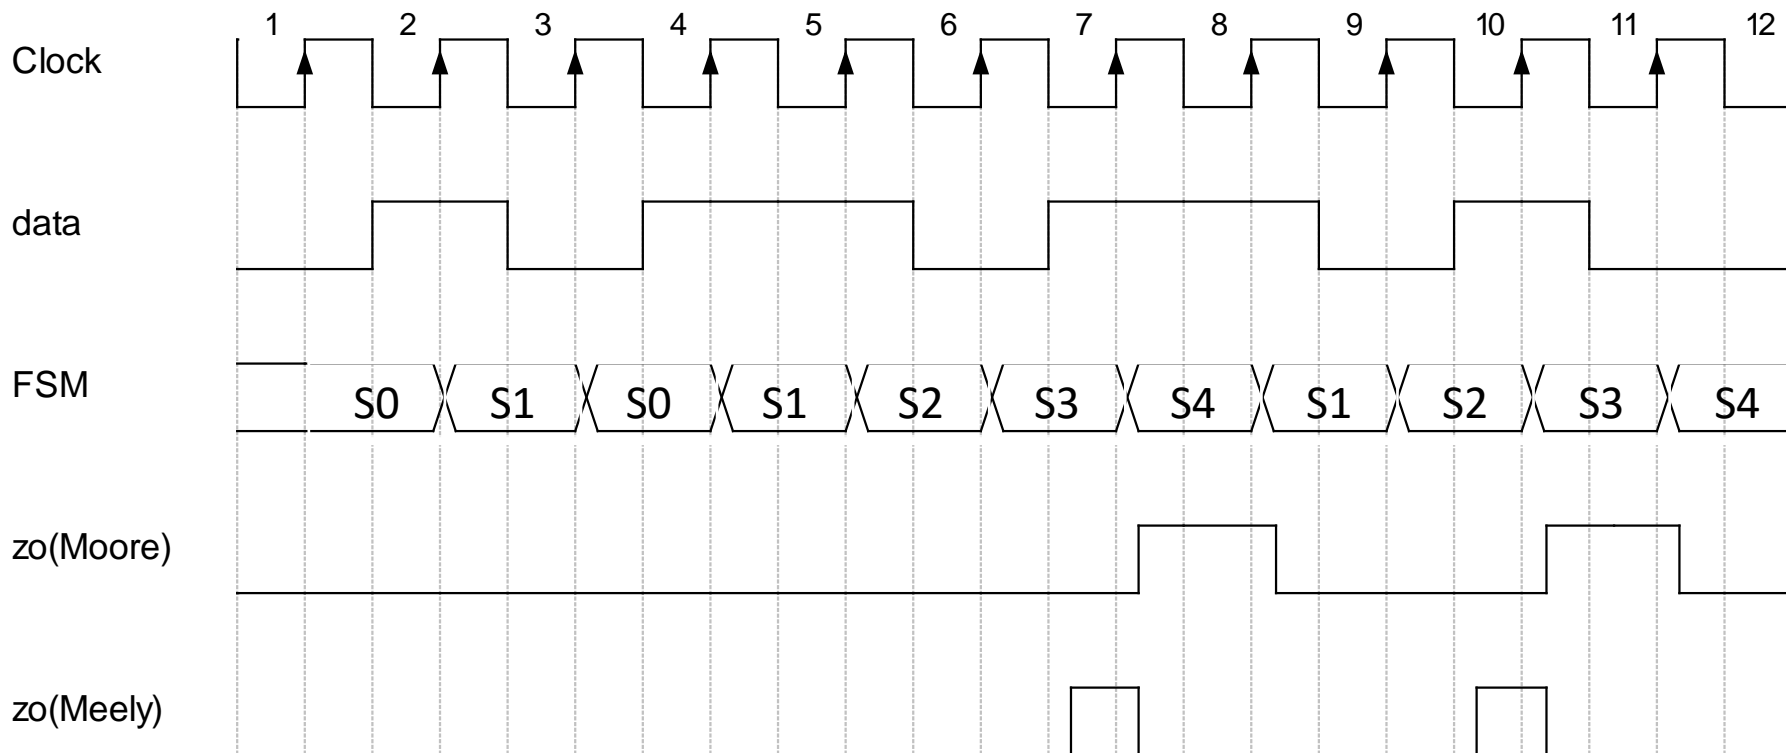 1 2 3 4 5 6 7 8 9 10 11 12
Clock
data
FSM S0 S1 S0 S1 S2 S3 S4 S1 S2 S3 S4
zo(Moore)
zo(Meely)